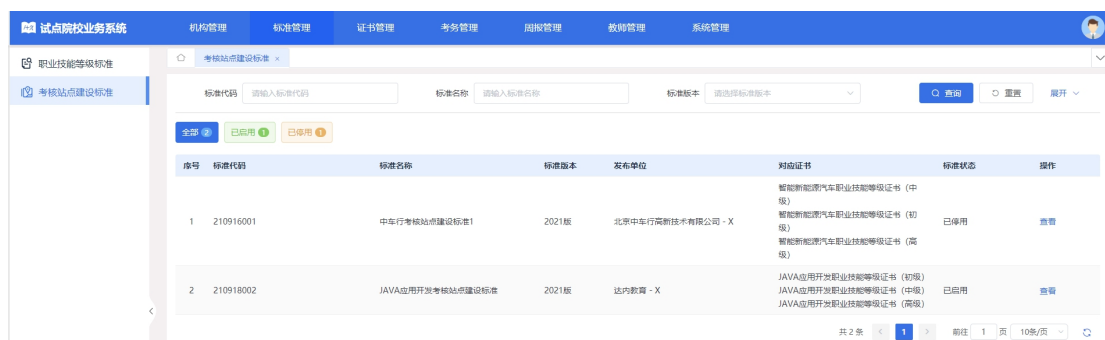 试点院校业务系统 机构管理 标准管理 证书管理 考务管理 周报管理 教师管理 系统管理
职业技能等级标准
考核站点建设标准 ×
考核站点建设标准
标准代码 请输入标准代码 标准名称 请输入标准名称 标准版本 请选择标准版本 查询 重置 展开
全部 2 已启用 1 已停用 1
序号 标准代码 标准名称 标准版本 发布单位 对应证书 标准状态 操作
智能新能源汽车职业技能等级证书（中
级）
智能新能源汽车职业技能等级证书（初
1 210916001 中车行考核站点建设标准1 2021版 北京中车行高新技术有限公司 - X 已停用 查看
级）
智能新能源汽车职业技能等级证书（高
级）
JAVA应用开发职业技能等级证书（初级）
2 210918002 JAVA应用开发考核站点建设标准 2021版 达内教育 - X JAVA应用开发职业技能等级证书（中级） 已启用 查看
JAVA应用开发职业技能等级证书（高级）
共 2 条 < 1 > 前往 1 页 10条/页